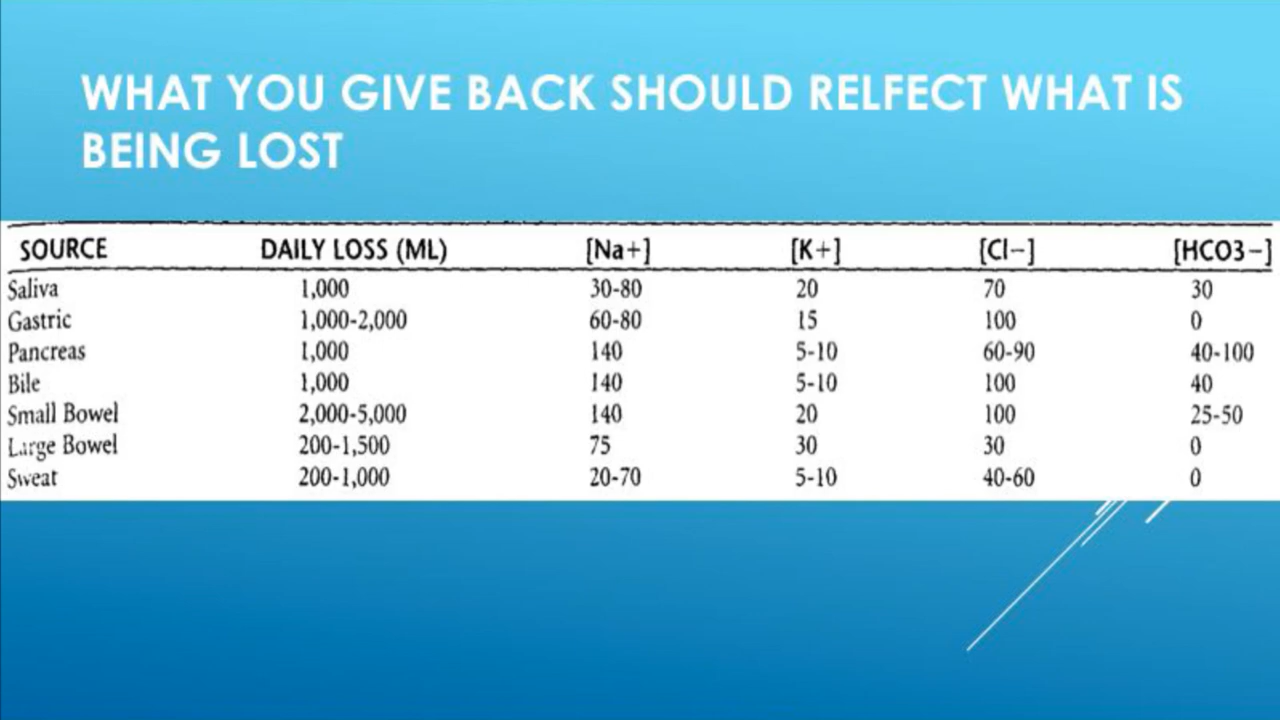 WHAT YOU GIVE BACK SHOULD RELFECT WHAT IS
BEING LOST
SOURCE DAILY LOSS (ML) [Na+] [K+] [Cl−] [HCO3−]
Saliva 1,000 30-80 20 70 30
Gastric 1,000-2,000 60-80 15 100 0
Pancreas 1,000 140 5-10 60-90 40-100
Bile 1,000 140 5-10 100 40
Small Bowel 2,000-5,000 140 20 100 25-50
Large Bowel 200-1,500 75 30 30 0
Sweat 200-1,000 20-70 5-10 40-60 0